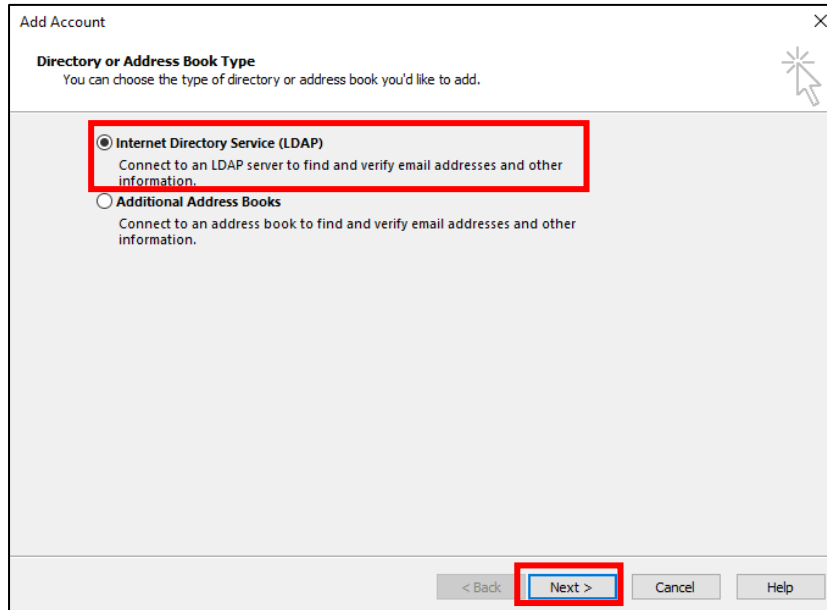 Add Account
Directory or Address Book Type
You can choose the type of directory or address book you'd like to add.
Internet Directory Service (LDAP)
Connect to an LDAP server to find and verify email addresses and other
information.
Additional Address Books
Connect to an address book to find and verify email addresses and other
information.
< Back
Next >
Cancel
Help